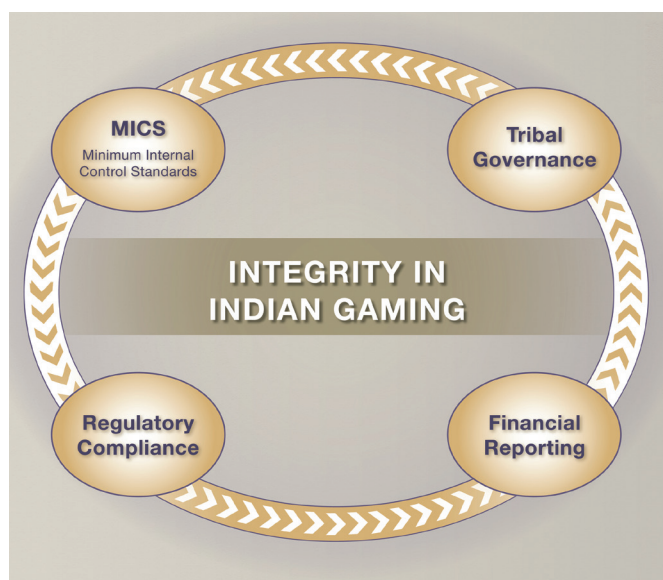 MICS
Minimum Internal
Control Standards
Tribal
Governance
INTEGRITY IN
INDIAN GAMING
Regulatory
Compliance
Financial
Reporting